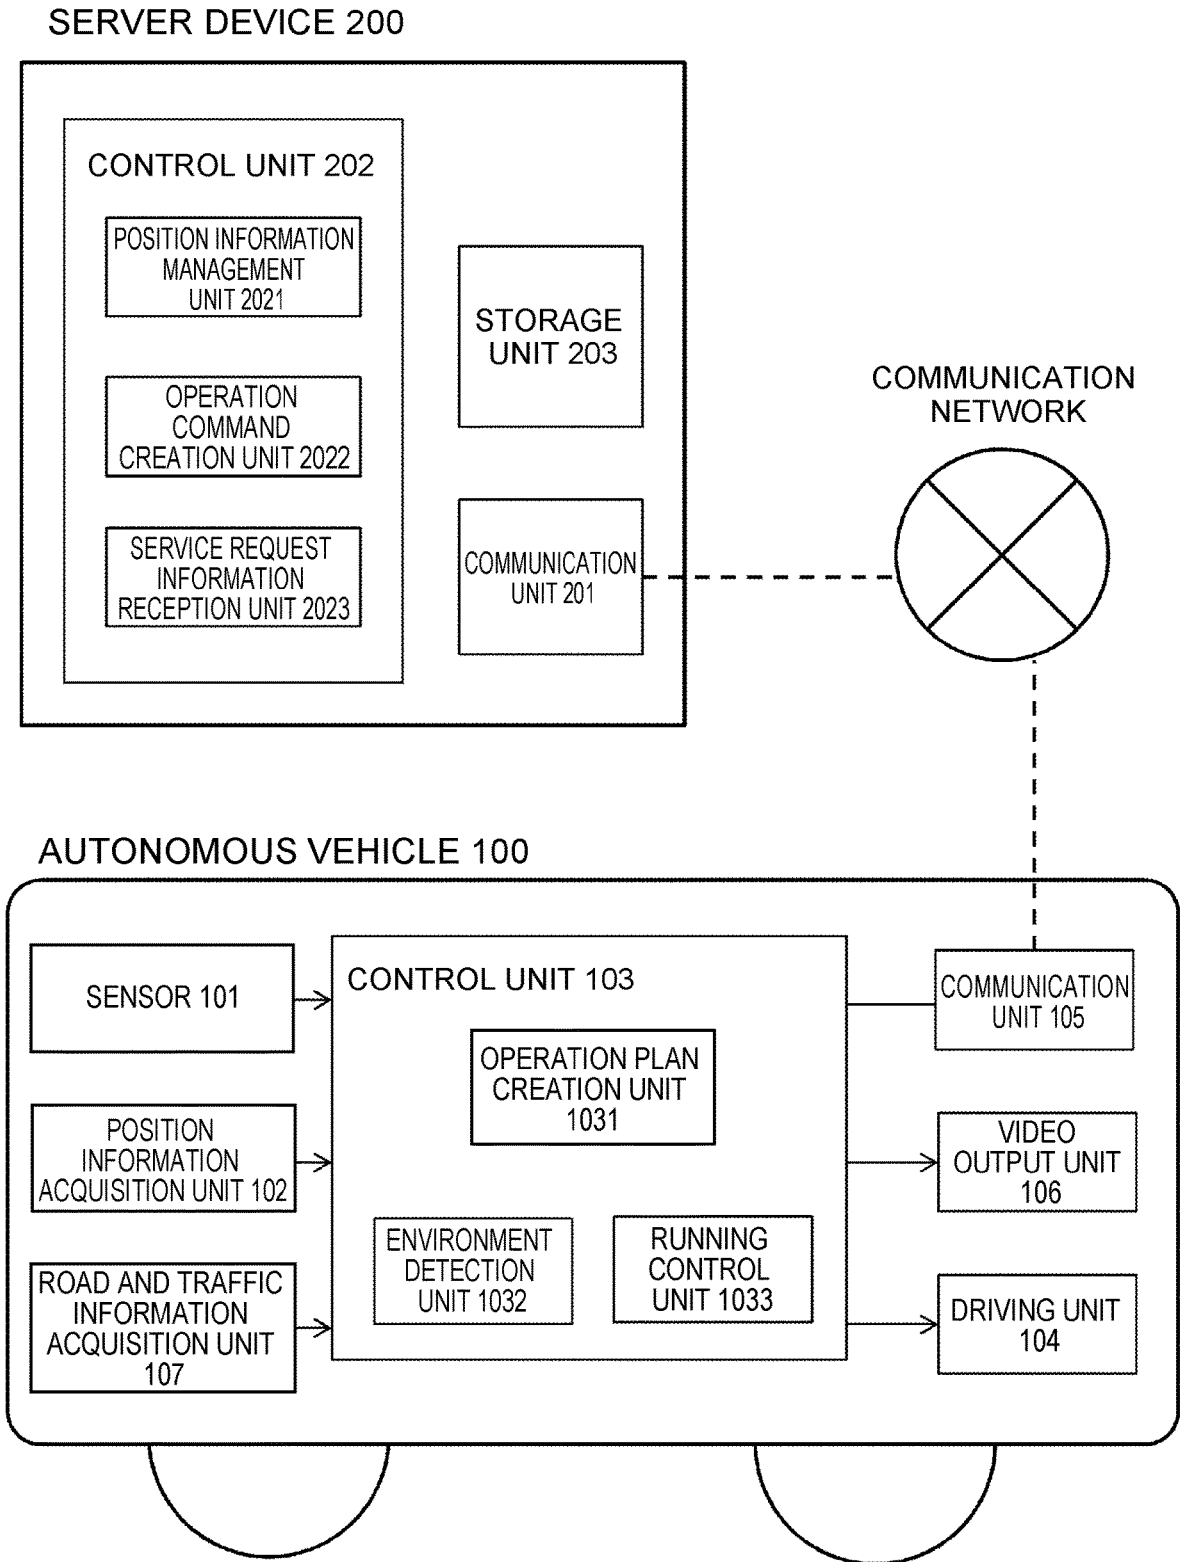 SERVER DEVICE 200
CONTROL UNIT 202
POSITION INFORMATION
MANAGEMENT
UNIT 2021
OPERATION
COMMAND
CREATION UNIT 2022
SERVICE REQUEST
INFORMATION
RECEPTION UNIT 2023
STORAGE
UNIT 203
COMMUNICATION
UNIT 201
COMMUNICATION
NETWORK
AUTONOMOUS VEHICLE 100
SENSOR 101
POSITION
INFORMATION
ACQUISITION UNIT 102
ROAD AND TRAFFIC
INFORMATION
ACQUISITION UNIT
107
CONTROL UNIT 103
OPERATION PLAN
CREATION UNIT
1031
ENVIRONMENT
DETECTION
UNIT 1032
RUNNING
CONTROL
UNIT 1033
COMMUNICATION
UNIT 105
VIDEO
OUTPUT UNIT
106
DRIVING UNIT
104